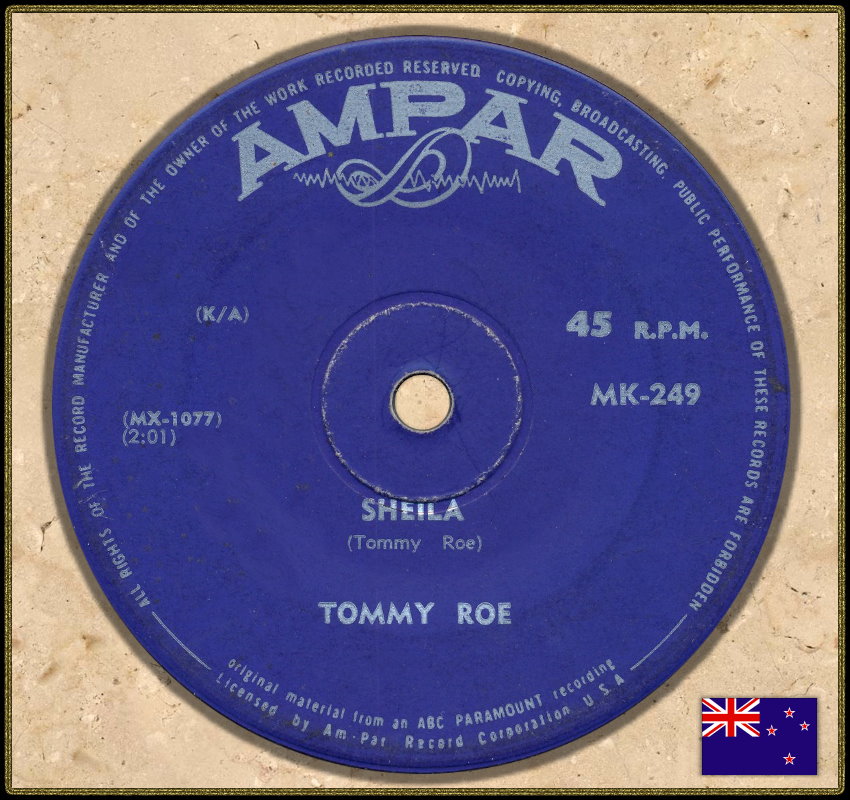 ALL RIGHTS OF THE RECORD MANUFACTURER AND OF THE OWNER OF THE WORK RECORDED RESERVED COPYING, BROADCASTING, PUBLIC PERFORMANCE OF THESE RECORDS ARE FORBIDDEN
AMPAR
(K/A)
45 R.P.M.
MK-249
(MX-1077)
(2:01)
SHEILA
(Tommy Roe)
TOMMY ROE
original material from an ABC PARAMOUNT recording
Licensed by Am-Par Record Corporation U S A